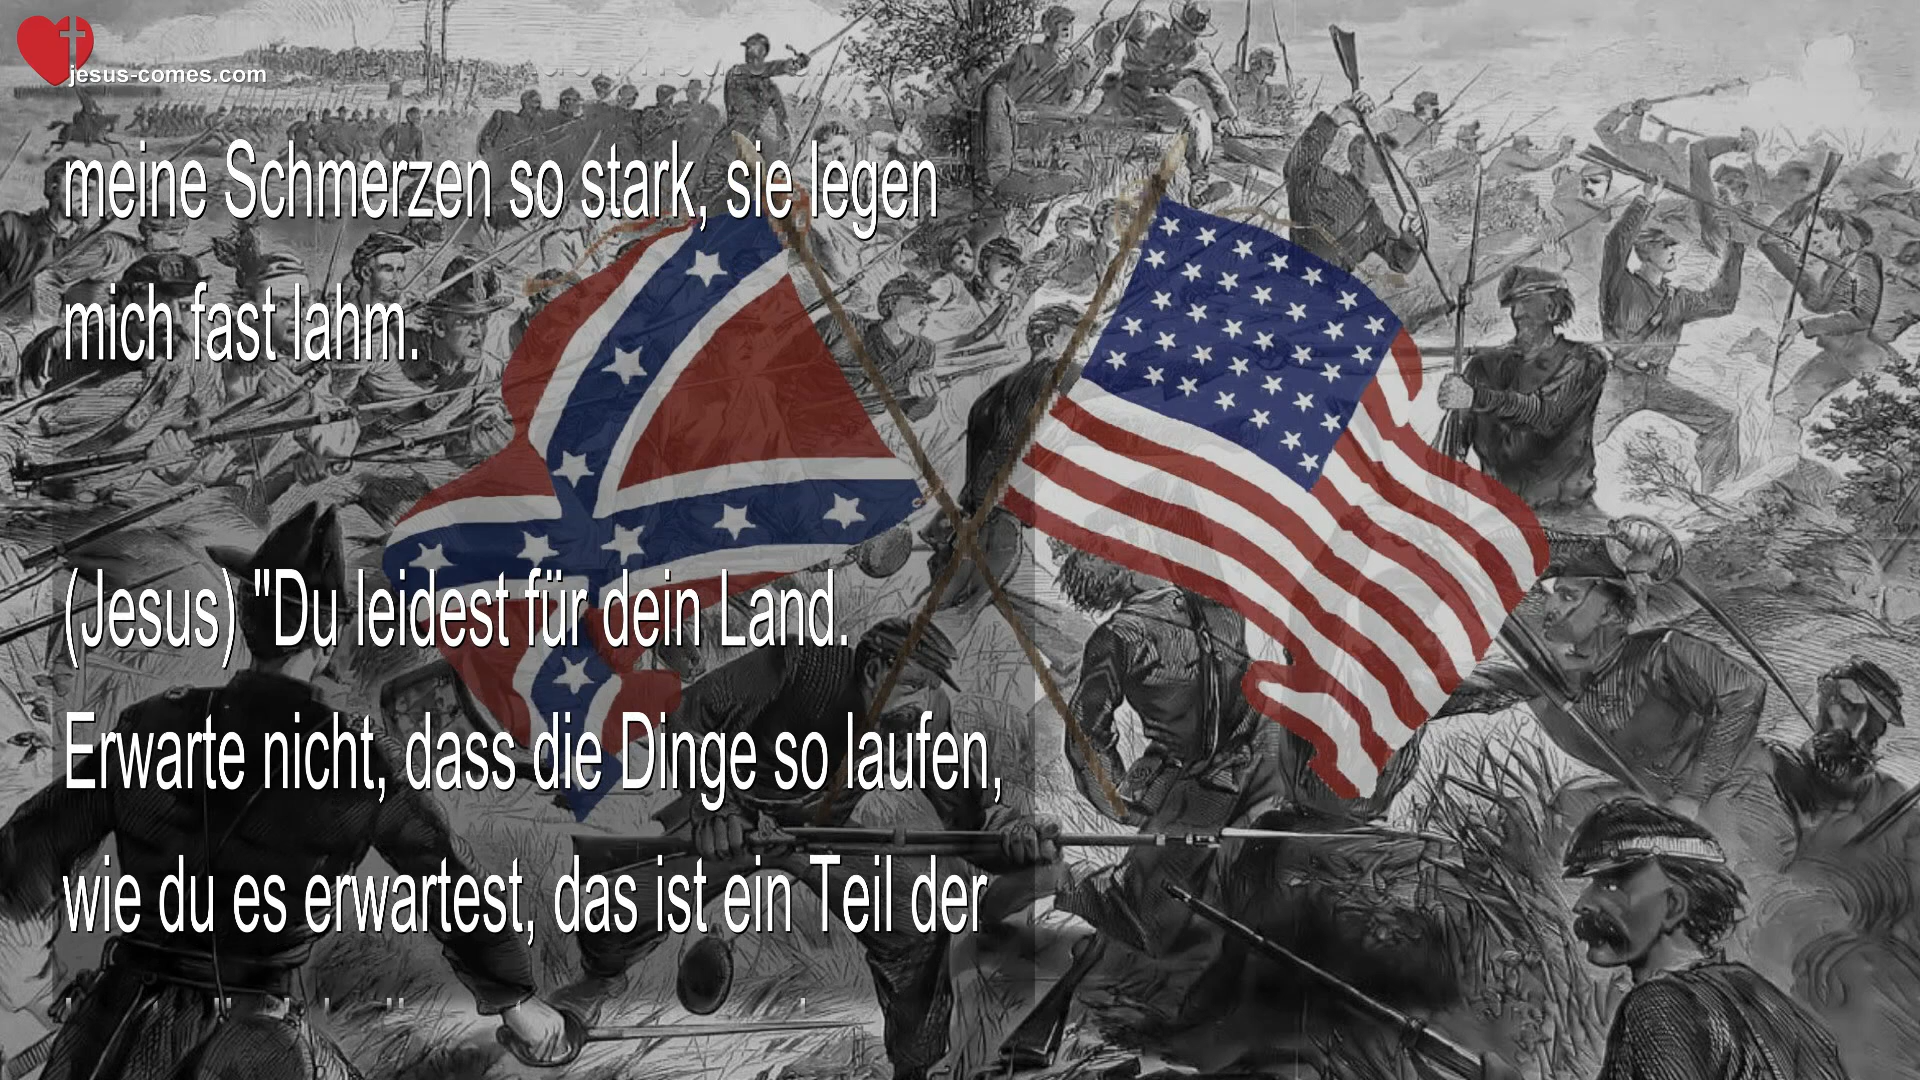 jesus-comes.com
meine Schmerzen so stark, sie legen
mich fast lahm.
(Jesus) "Du leidest für dein Land.
Erwarte nicht, dass die Dinge so laufen,
wie du es erwartest, das ist ein Teil der